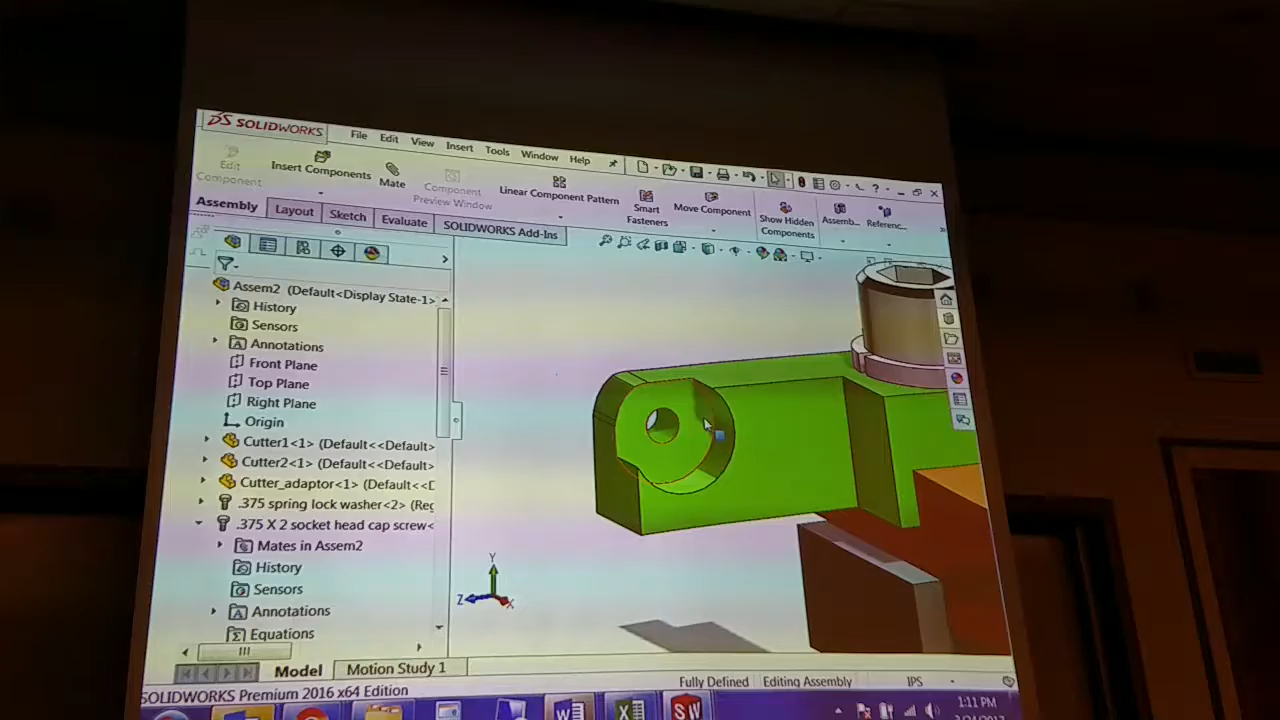 SOLIDWORKS File Edit View Insert Tools Window Help
Edit Component
Insert Components
Mate
Component Preview Window
Linear Component Pattern
Smart Fasteners
Move Component
Show Hidden Components
Assemb...
Referenc...
Assembly Layout Sketch Evaluate SOLIDWORKS Add-Ins
Assem2 (Default<Display State-1>
History
Sensors
Annotations
Front Plane
Top Plane
Right Plane
Origin
Cutter1<1> (Default<<Default>
Cutter2<1> (Default<<Default>
Cutter_adaptor<1> (Default<<D
.375 spring lock washer<2> (Reg
.375 X 2 socket head cap screw<
Mates in Assem2
History
Sensors
Annotations
Equations
Y
Z
X
Model Motion Study 1
SOLIDWORKS Premium 2016 x64 Edition
Fully Defined Editing Assembly IPS
1:11 PM